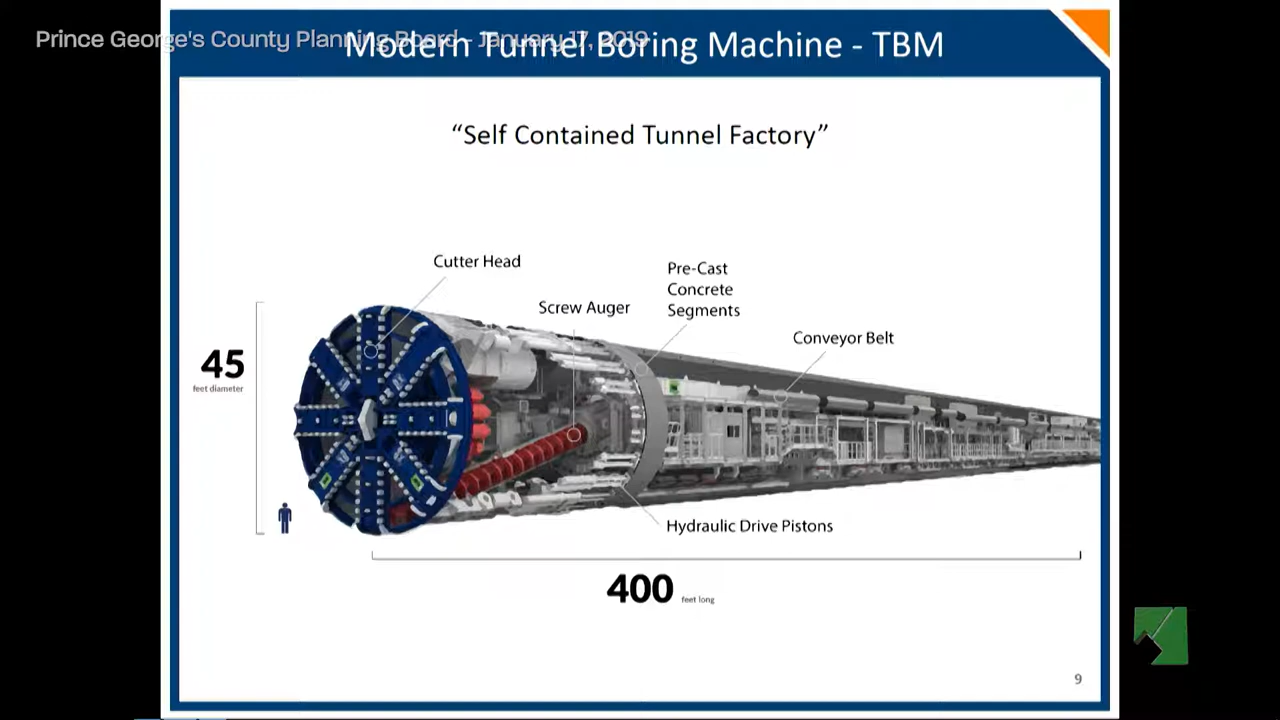 Prince George's County Planning Board - January 17, 2019
Modern Tunnel Boring Machine - TBM
“Self Contained Tunnel Factory”
Cutter Head
Pre-Cast
Concrete
Segments
Screw Auger
Conveyor Belt
45
feet diameter
Hydraulic Drive Pistons
400
feet long
9